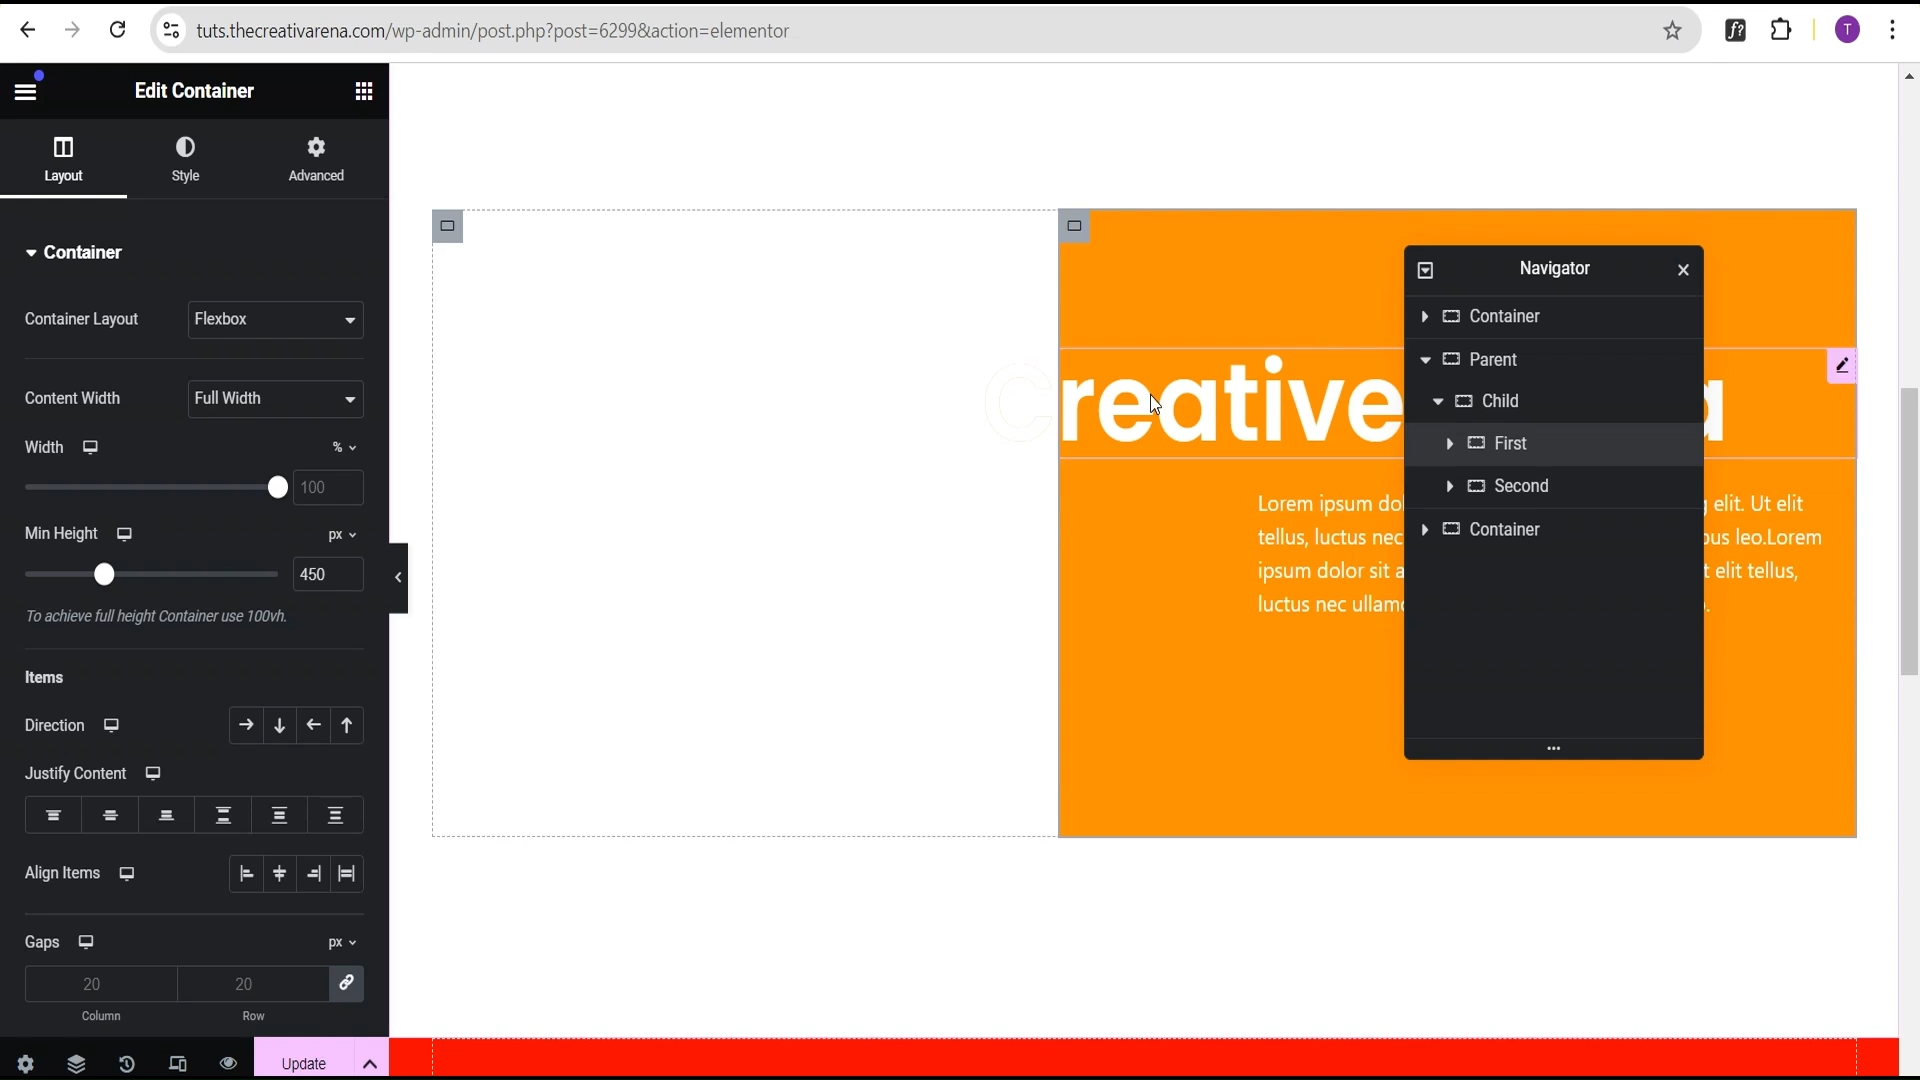 tuts.thecreativarena.com/wp-admin/post.php?post=6299&action=elementor
f?
T
Edit Container
Layout
Style
Advanced
Container
Container Layout
Flexbox
Content Width
Full Width
Width
%
100
Min Height
px
450
To achieve full height Container use 100vh.
Items
Direction
Justify Content
Align Items
Gaps
px
20
20
Column
Row
Update
Creative
a
Lorem ipsum do
elit. Ut elit
tellus, luctus nec
us leo.Lorem
ipsum dolor sit a
t elit tellus,
luctus nec ullam
Navigator
Container
Parent
Child
First
Second
Container